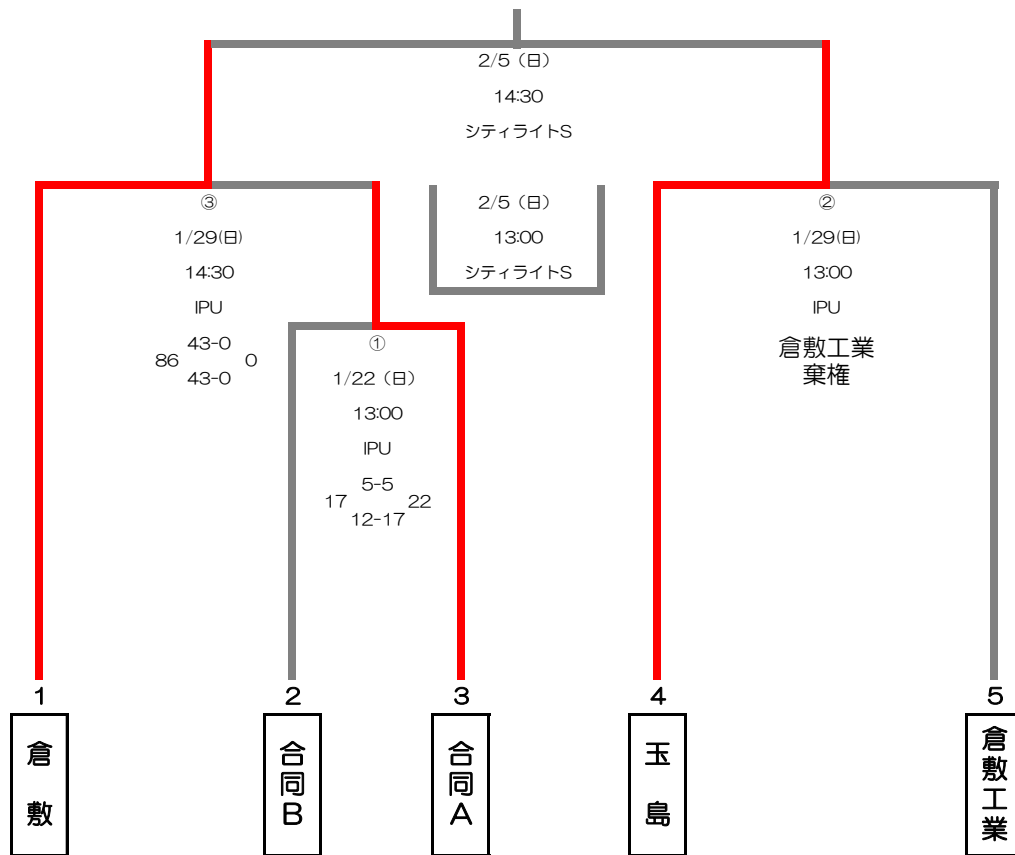 2/5（日）
14:30
シティライトS
2/5（日）
13:00
シティライトS
③
1/29(日)
14:30
IPU
43-0
86 0
43-0
②
1/29(日)
13:00
IPU
倉敷工業
棄権
①
1/22（日）
13:00
IPU
5-5
17 22
12-17
1
2
3
4
5
倉敷
合同B
合同A
玉島
倉敷工業